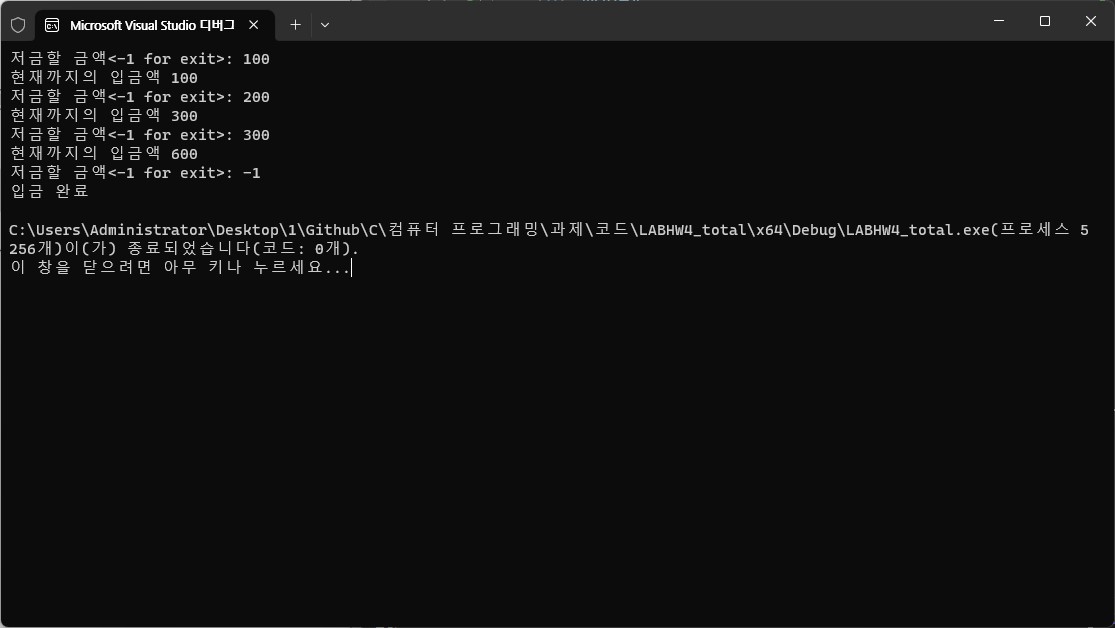 Microsoft Visual Studio 디버그
저금할 금액<-1 for exit>: 100
현재까지의 입금액 100
저금할 금액<-1 for exit>: 200
현재까지의 입금액 300
저금할 금액<-1 for exit>: 300
현재까지의 입금액 600
저금할 금액<-1 for exit>: -1
입금 완료
C:\Users\Administrator\Desktop\1\Github\C\컴퓨터 프로그래밍\과제\코드\LABHW4_total\x64\Debug\LABHW4_total.exe(프로세스 5
256개)이(가) 종료되었습니다(코드: 0개).
이 창을 닫으려면 아무 키나 누르세요...